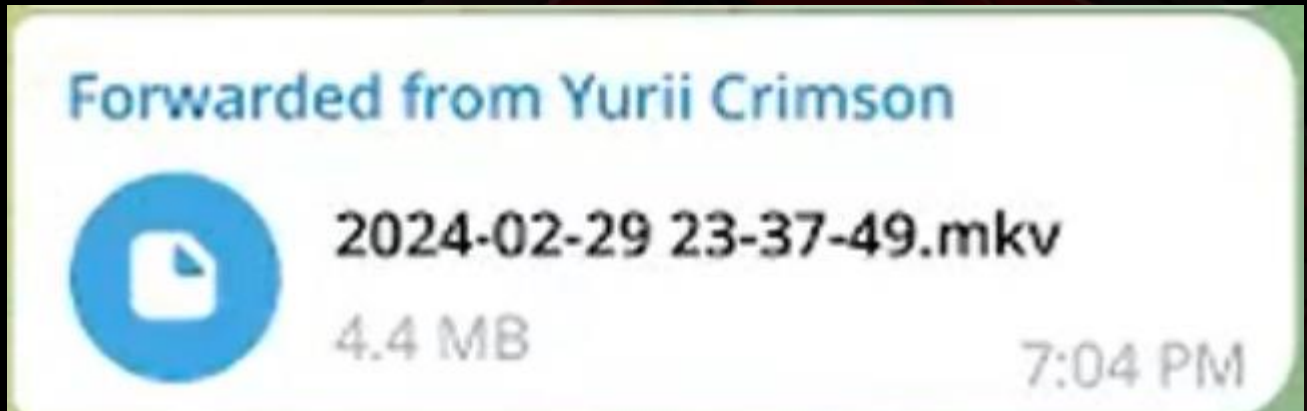 Forwarded from Yurii Crimson
2024-02-29 23-37-49.mkv
4.4 MB
7:04 PM